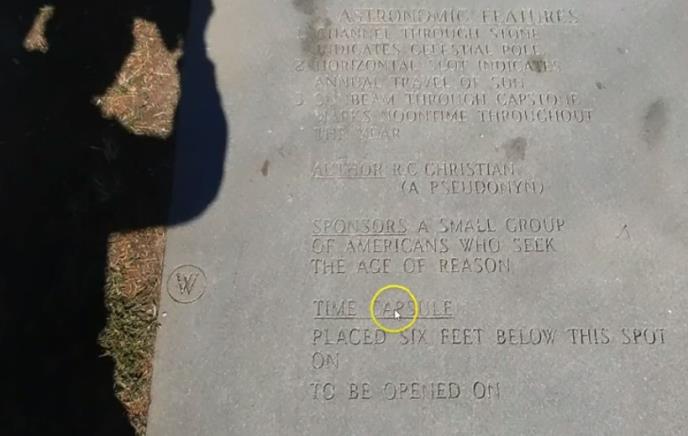 ASTRONOMIC FEATURES
1. CHANNEL THROUGH STONE
INDICATES CELESTIAL POLE
2. HORIZONTAL SLOT INDICATES
ANNUAL TRAVEL OF SUN
3. SUNBEAM THROUGH CAPSTONE
MARKS NOONTIME THROUGHOUT
THE YEAR
AUTHOR R.C. CHRISTIAN
(A PSEUDONYN)
SPONSORS A SMALL GROUP
OF AMERICANS WHO SEEK
THE AGE OF REASON
W
TIME CAPSULE
PLACED SIX FEET BELOW THIS SPOT
ON
TO BE OPENED ON